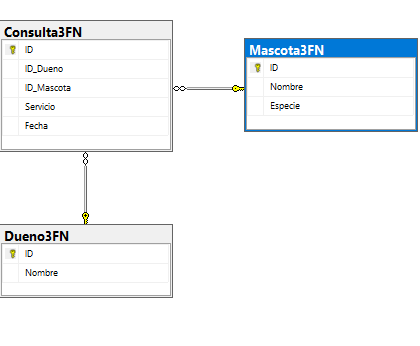 Consulta3FN
ID
ID_Dueno
ID_Mascota
Servicio
Fecha
Mascota3FN
ID
Nombre
Especie
Dueno3FN
ID
Nombre